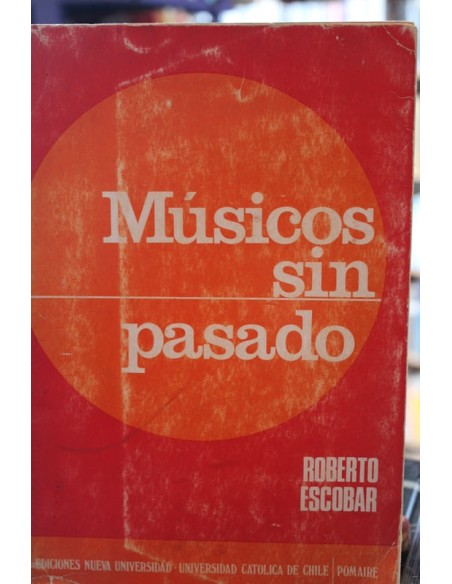 Músicos
sin
pasado
ROBERTO
ESCOBAR
EDICIONES NUEVA UNIVERSIDAD · UNIVERSIDAD CATOLICA DE CHILE | POMAIRE